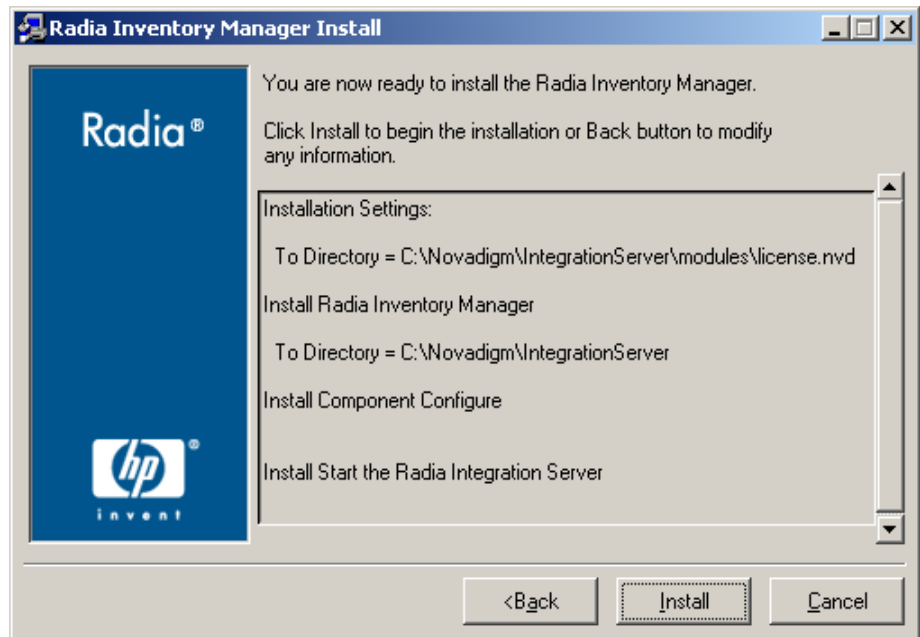 Radia Inventory Manager Install
Radia®
hp®
invent
You are now ready to install the Radia Inventory Manager.
Click Install to begin the installation or Back button to modify
any information.
Installation Settings:
To Directory = C:\Novadigm\IntegrationServer\modules\license.nvd
Install Radia Inventory Manager
To Directory = C:\Novadigm\IntegrationServer
Install Component Configure
Install Start the Radia Integration Server
<Back
Install
Cancel